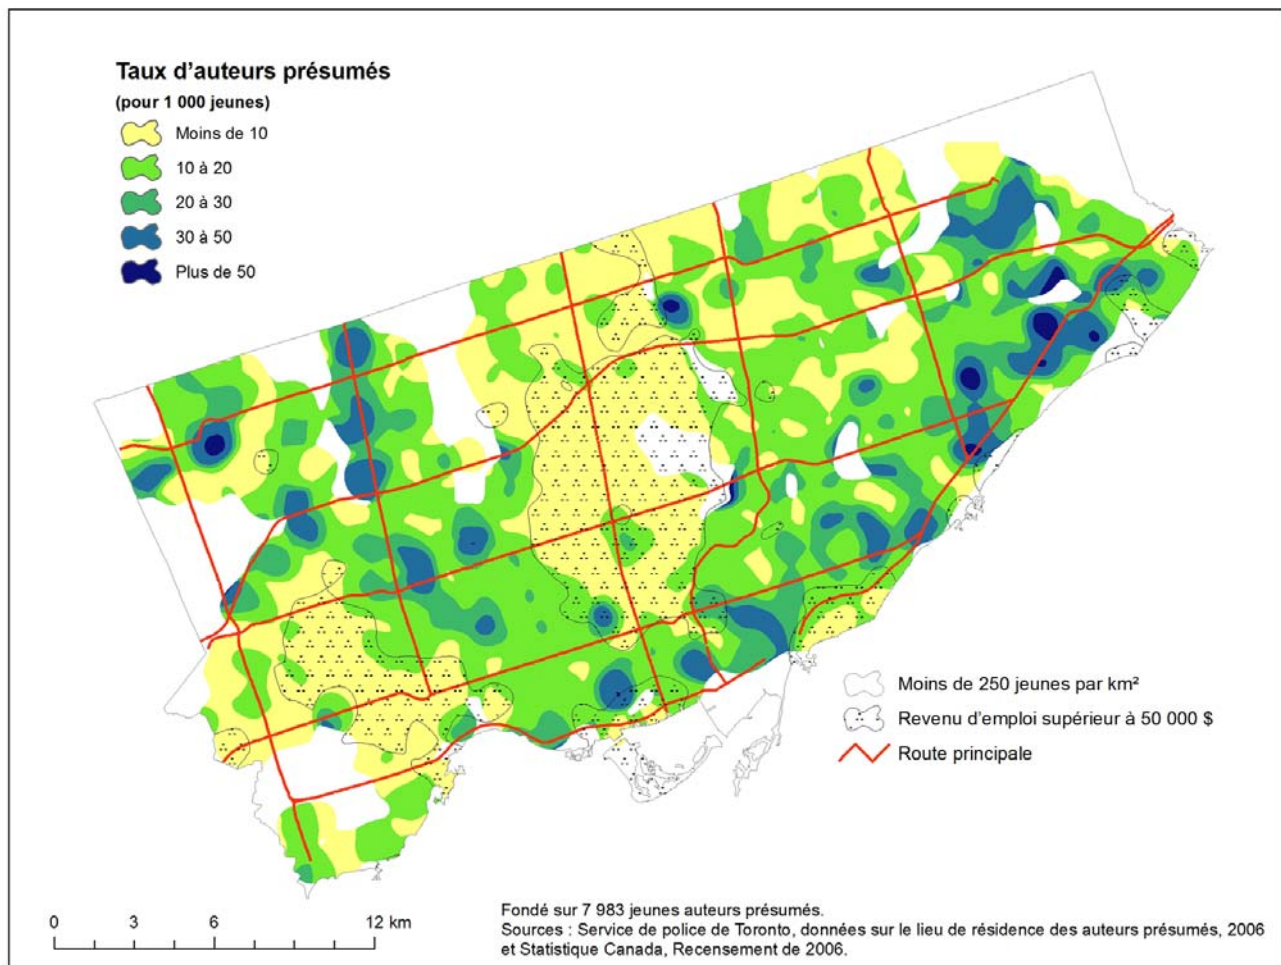 Taux d'auteurs présumés
(pour 1 000 jeunes)
Moins de 10
10 à 20
20 à 30
30 à 50
Plus de 50
Moins de 250 jeunes par km²
Revenu d'emploi supérieur à 50 000 $
Route principale
0 3 6 12 km
Fondé sur 7 983 jeunes auteurs présumés.
Sources : Service de police de Toronto, données sur le lieu de résidence des auteurs présumés, 2006
et Statistique Canada, Recensement de 2006.